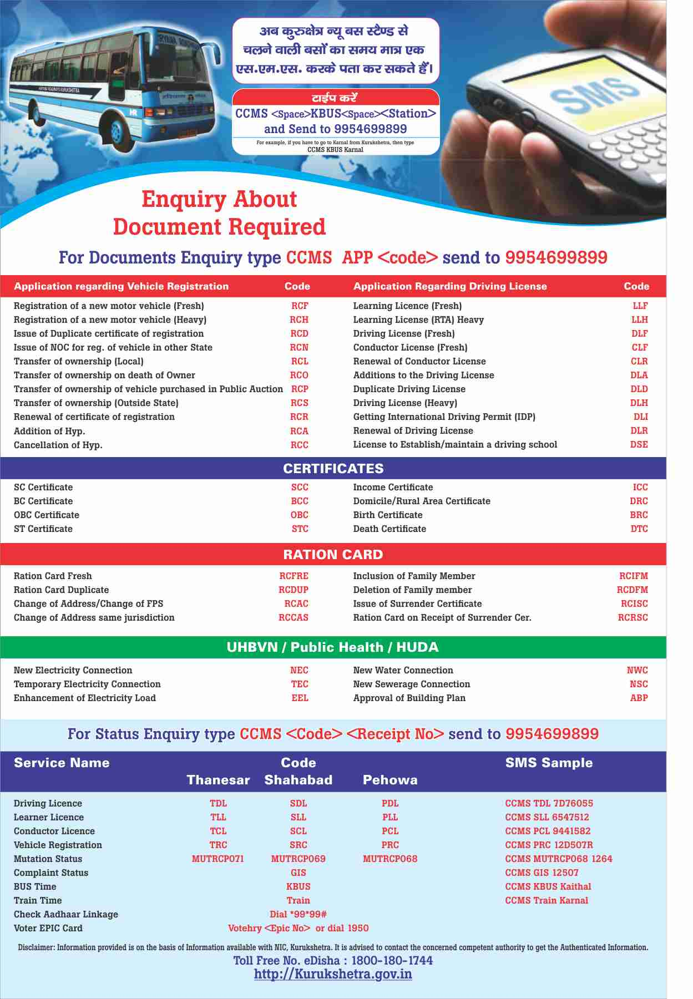 अब कुरुक्षेत्र न्यू बस स्टैण्ड से
चलने वाली बसों का समय मात्र एक
एस.एम.एस. करके पता कर सकते हैं।
टाईप करें
CCMS <Space>KBUS<Space><Station>
and Send to 9954699899
For example, if you have to go to Karnal from Kurukshetra, then type
CCMS KBUS Karnal
HARYANA ROADWAYS KURUKSHETRA
HR
SMS
Enquiry About
Document Required
For Documents Enquiry type CCMS APP <code> send to 9954699899
Application regarding Vehicle Registration Code Application Regarding Driving License Code
Registration of a new motor vehicle (Fresh) RCF Learning Licence (Fresh) LLF
Registration of a new motor vehicle (Heavy) RCH Learning License (RTA) Heavy LLH
Issue of Duplicate certificate of registration RCD Driving License (Fresh) DLF
Issue of NOC for reg. of vehicle in other State RCN Conductor License (Fresh) CLF
Transfer of ownership (Local) RCL Renewal of Conductor License CLR
Transfer of ownership on death of Owner RCO Additions to the Driving License DLA
Transfer of ownership of vehicle purchased in Public Auction RCP Duplicate Driving License DLD
Transfer of ownership (Outside State) RCS Driving License (Heavy) DLH
Renewal of certificate of registration RCR Getting International Driving Permit (IDP) DLI
Addition of Hyp. RCA Renewal of Driving License DLR
Cancellation of Hyp. RCC License to Establish/maintain a driving school DSE
CERTIFICATES
SC Certificate SCC Income Certificate ICC
BC Certificate BCC Domicile/Rural Area Certificate DRC
OBC Certificate OBC Birth Certificate BRC
ST Certificate STC Death Certificate DTC
RATION CARD
Ration Card Fresh RCFRE Inclusion of Family Member RCIFM
Ration Card Duplicate RCDUP Deletion of Family member RCDFM
Change of Address/Change of FPS RCAC Issue of Surrender Certificate RCISC
Change of Address same jurisdiction RCCAS Ration Card on Receipt of Surrender Cer. RCRSC
UHBVN / Public Health / HUDA
New Electricity Connection NEC New Water Connection NWC
Temporary Electricity Connection TEC New Sewerage Connection NSC
Enhancement of Electricity Load EEL Approval of Building Plan ABP
For Status Enquiry type CCMS <Code> <Receipt No> send to 9954699899
Service Name Code SMS Sample
Thanesar Shahabad Pehowa
Driving Licence TDL SDL PDL CCMS TDL 7D76055
Learner Licence TLL SLL PLL CCMS SLL 6547512
Conductor Licence TCL SCL PCL CCMS PCL 9441582
Vehicle Registration TRC SRC PRC CCMS PRC 12D507R
Mutation Status MUTRCP071 MUTRCP069 MUTRCP068 CCMS MUTRCP068 1264
Complaint Status GIS CCMS GIS 12507
BUS Time KBUS CCMS KBUS Kaithal
Train Time Train CCMS Train Karnal
Check Aadhaar Linkage Dial *99*99#
Voter EPIC Card Votehry <Epic No> or dial 1950
Disclaimer: Information provided is on the basis of Information available with NIC, Kurukshetra. It is advised to contact the concerned competent authority to get the Authenticated Information.
Toll Free No. eDisha : 1800-180-1744
http://Kurukshetra.gov.in